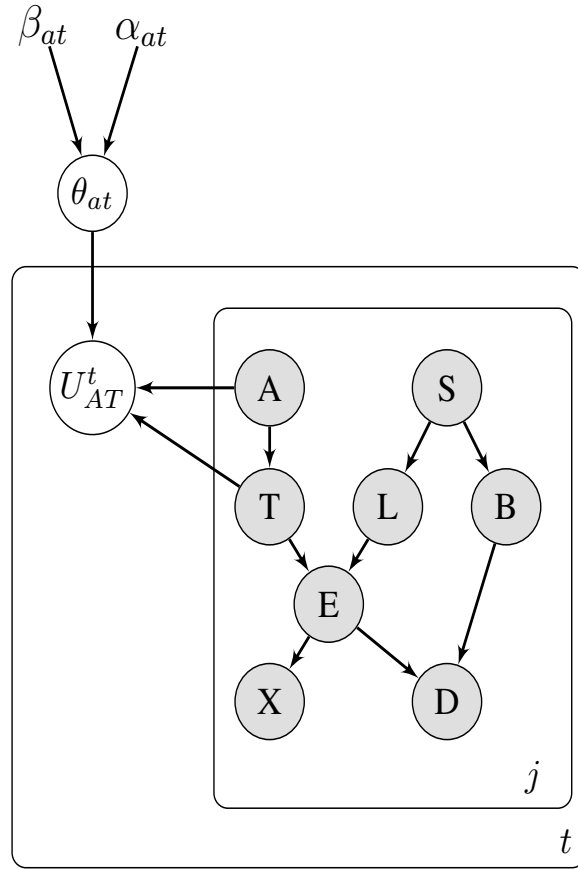 β_at α_at
θ_at
U^t_AT A S
T L B
E
X D
j
t